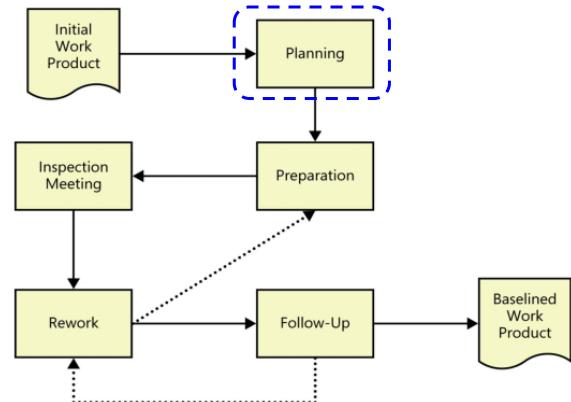 Initial
Work
Product
Planning
Inspection
Meeting
Preparation
Rework
Follow-Up
Baselined
Work
Product